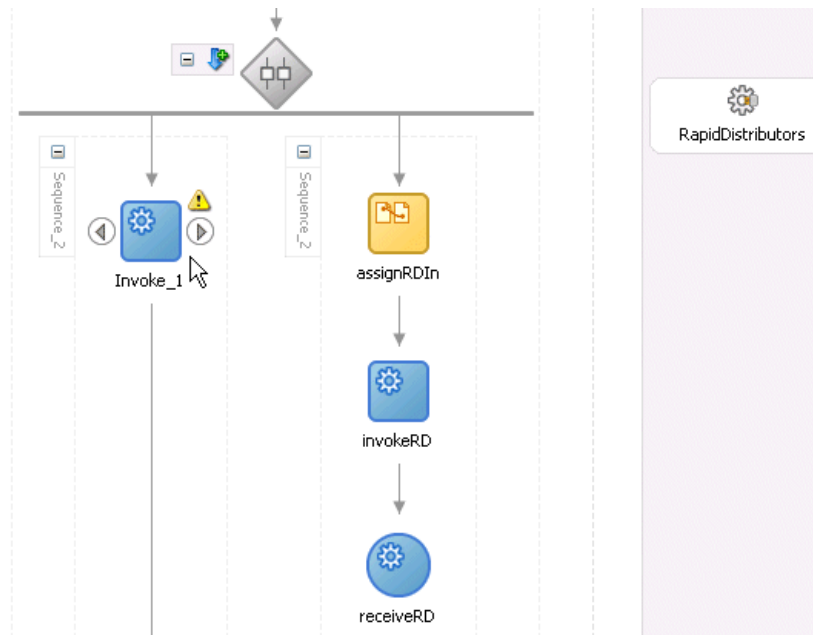 RapidDistributors
Sequence_2
Sequence_2
Invoke_1
assignRDIn
invokeRD
receiveRD